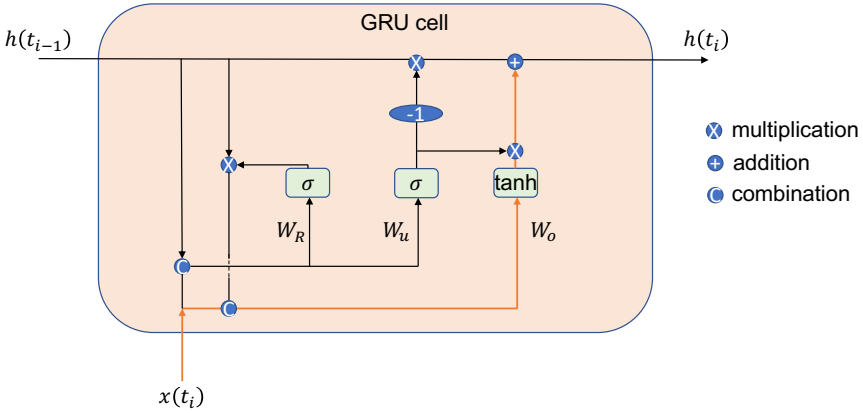 GRU cell
h(t_{i−1})
h(t_i)
X
+
-1
X multiplication
X
X
+ addition
σ
σ
tanh
C combination
W_R
W_u
W_o
C
C
x(t_i)